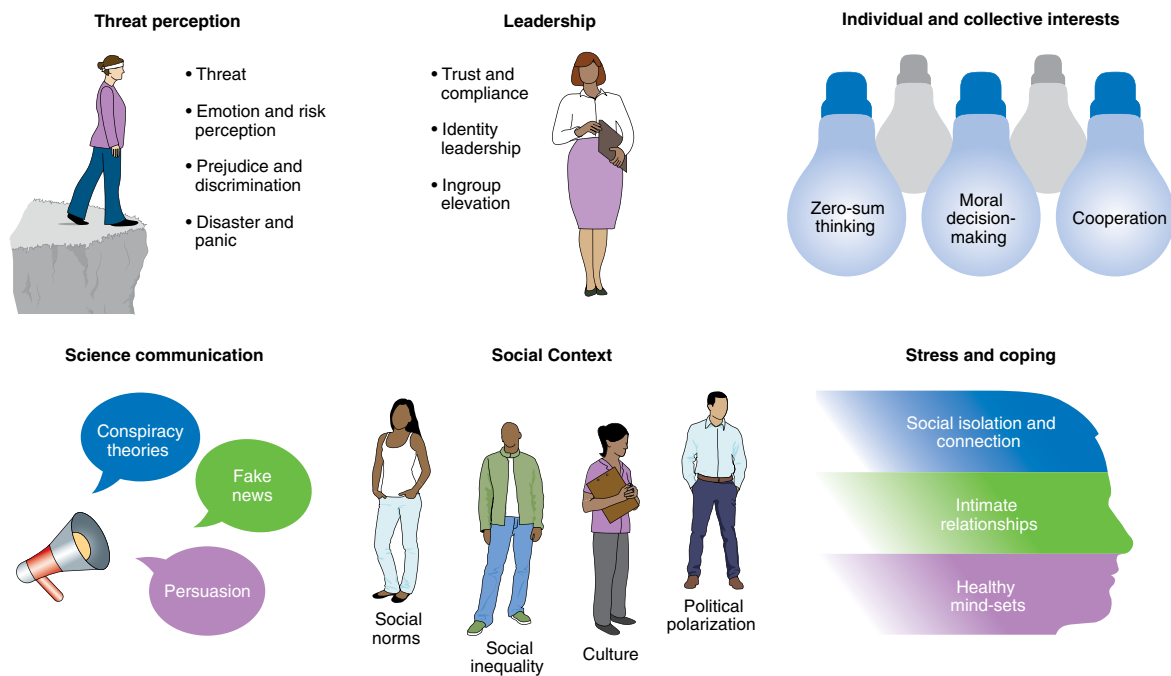 Threat perception
• Threat
• Emotion and risk
perception
• Prejudice and
discrimination
• Disaster and
panic
Leadership
• Trust and
compliance
• Identity
leadership
• Ingroup
elevation
Individual and collective interests
Zero-sum
thinking
Moral
decision-
making
Cooperation
Science communication
Conspiracy
theories
Fake
news
Persuasion
Social Context
Social
norms
Social
inequality
Culture
Political
polarization
Stress and coping
Social isolation and
connection
Intimate
relationships
Healthy
mind-sets